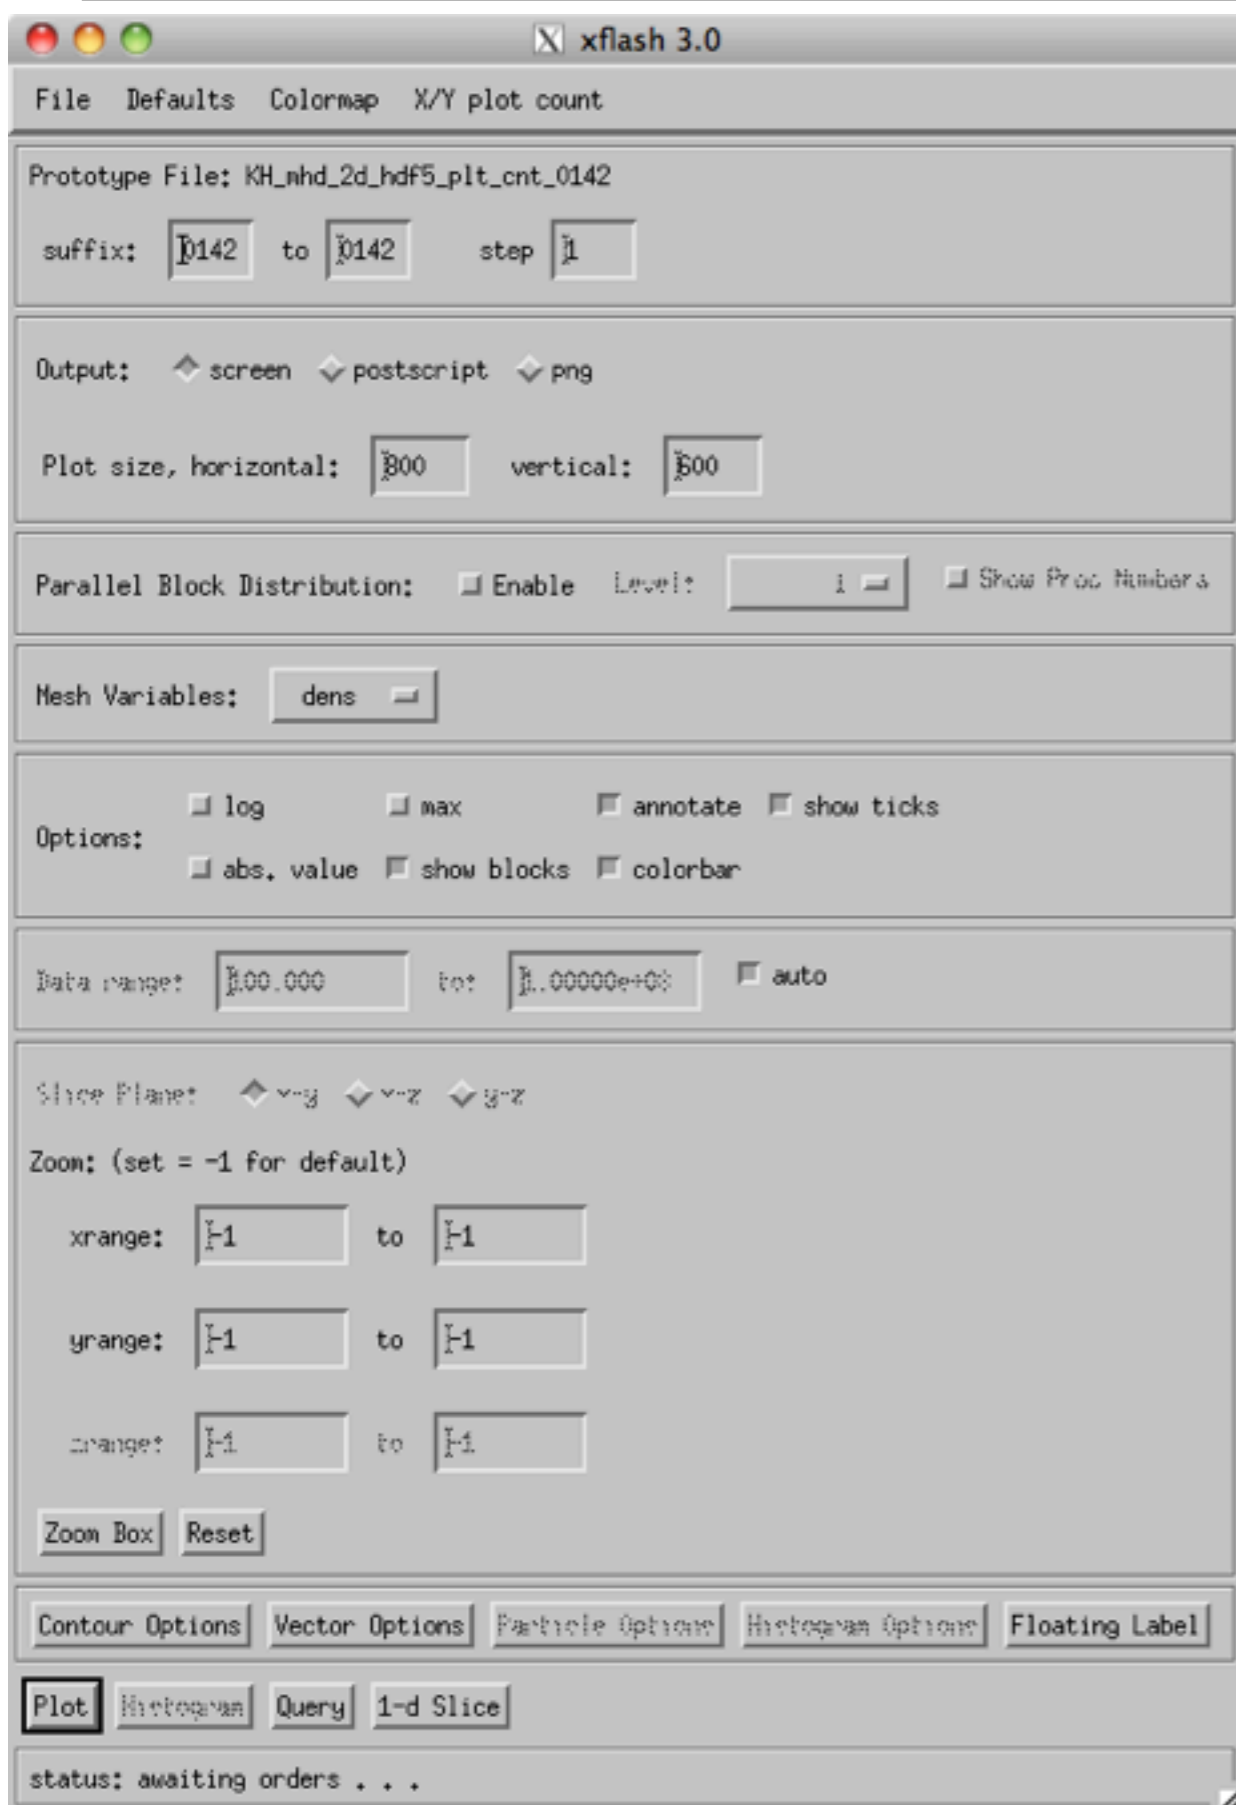 xflash 3.0
File Defaults Colormap X/Y plot count
Prototype File: KH_mhd_2d_hdf5_plt_cnt_0142
suffix: 0142 to 0142 step 1
Output: screen postscript png
Plot size, horizontal: 800 vertical: 600
Parallel Block Distribution: Enable Level: 1 Show Proc Numbers
Mesh Variables: dens
log max annotate show ticks
Options:
abs. value show blocks colorbar
Data range: 100.000 to: 1.00000e+08 auto
Slice Plane: x-y x-z y-z
Zoom: (set = -1 for default)
xrange: -1 to -1
yrange: -1 to -1
zrange: -1 to -1
Zoom Box Reset
Contour Options Vector Options Particle Options Histogram Options Floating Label
Plot Histogram Query 1-d Slice
status: awaiting orders . . .